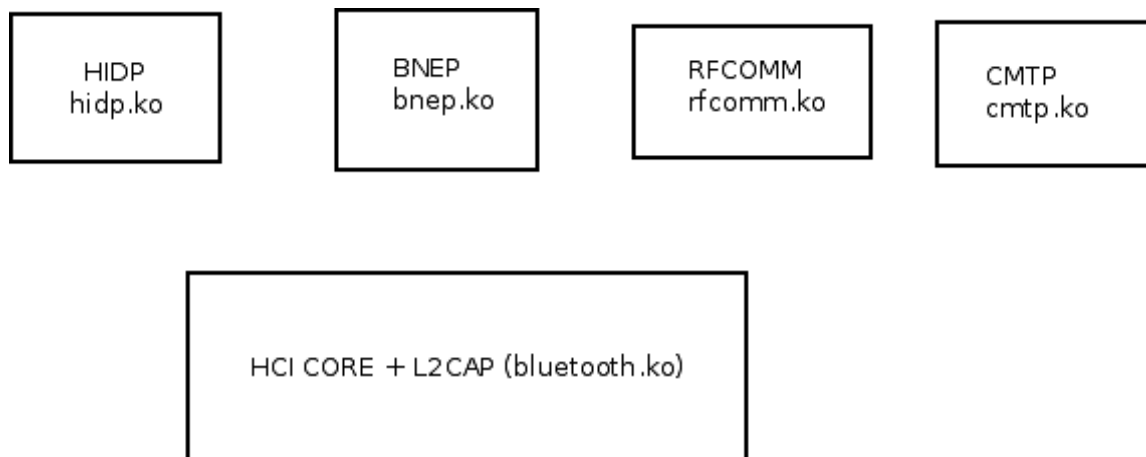 HIDP
hidp.ko
BNEP
bnep.ko
RFCOMM
rfcomm.ko
CMTP
cmtp.ko
HCI CORE + L2CAP (bluetooth.ko)